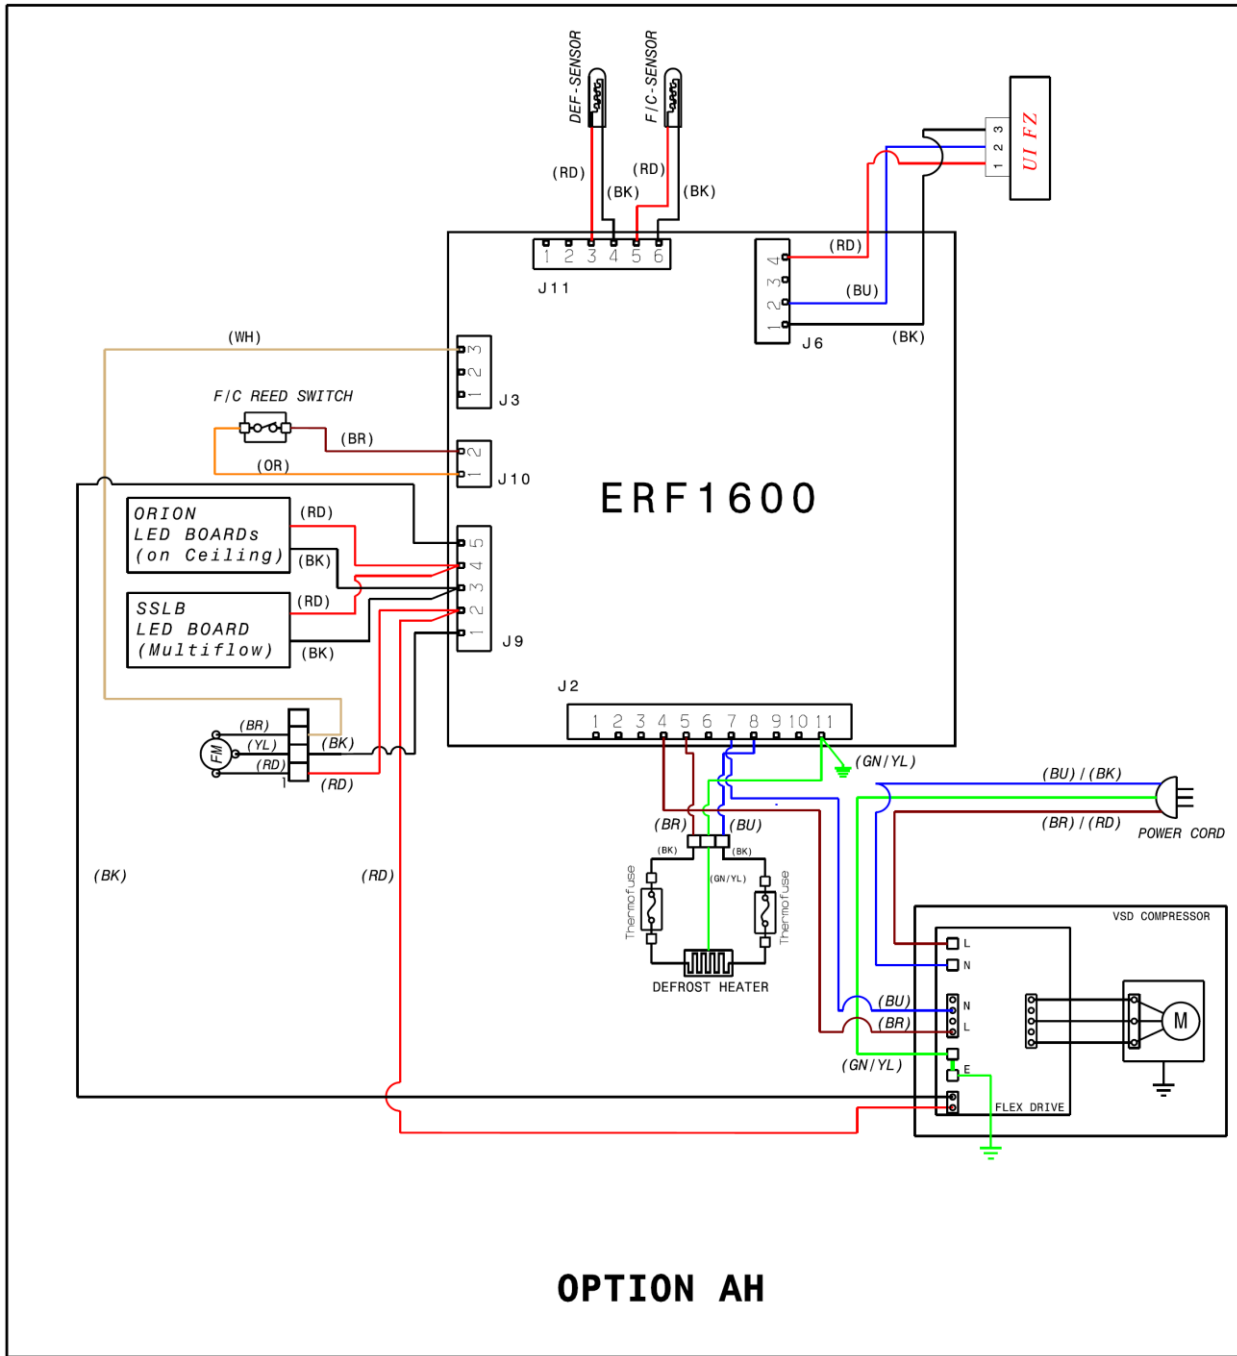 DEF-SENSOR
F/C-SENSOR
(RD)
(BK)
(RD)
(BK)
3
2
1
UI FZ
1 2 3 4 5 6
J11
4
3
2
1
J6
(RD)
(BU)
(BK)
(WH)
3
2
1
J3
F/C REED SWITCH
(BR)
(OR)
2
1
J10
ERF1600
ORION
LED BOARDs
(on Ceiling)
(RD)
(BK)
SSLB
LED BOARD
(Multiflow)
(RD)
(BK)
5
4
3
2
1
J9
J2
1 2 3 4 5 6 7 8 9 10 11
(GN/YL)
FM
(BR)
(YL)
(RD)
1
(BK)
(RD)
(BK)
(RD)
(BR)
(BU)
(BK)
(BK)
(GN/YL)
Thermofuse
Thermofuse
DEFROST HEATER
(BU)/(BK)
(BR)/(RD)
POWER CORD
VSD COMPRESSOR
L
N
N
L
E
(BU)
(BR)
(GN/YL)
M
FLEX DRIVE
OPTION AH